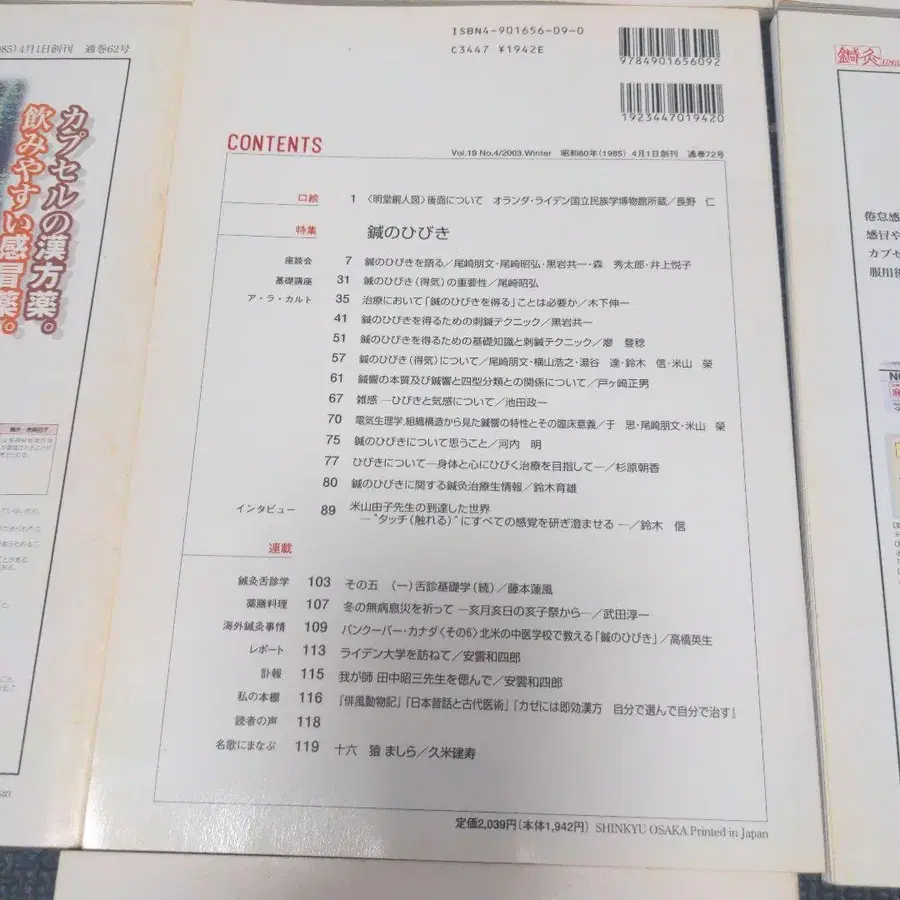 985) 4月1日創刊 通巻62号
カプセルの漢方薬。
飲みやすい感冒薬。
ISBN4-901656-09-0
C3447 ¥1942E
9784901656092
1923447019420
CONTENTS
Vol.19 No.4/2003.Winter 昭和60年(1985) 4月1日創刊 通巻72号
口絵 1 〈明堂銅人図〉後面について オランダ・ライデン国立民族学博物館所蔵/長野 仁
特集 鍼のひびき
座談会 7 鍼のひびきを語る/尾崎朋文・尾崎昭弘・黒岩共一・森 秀太郎・井上悦子
基礎講座 31 鍼のひびき(得気)の重要性/尾崎昭弘
ア・ラ・カルト 35 治療において「鍼のひびきを得る」ことは必要か/木下伸一
41 鍼のひびきを得るための刺鍼テクニック/黒岩共一
51 鍼のひびきを得るための基礎知識と刺鍼テクニック/廖 登稔
57 鍼のひびき(得気)について/尾崎朋文・横山浩之・湯谷 達・鈴木 信・米山 榮
61 鍼響の本質及び鍼響と四型分類との関係について/戸ヶ崎正男
67 雑感 ―ひびきと気感について/池田政一
70 電気生理学,組織構造から見た鍼響の特性とその臨床意義/于 思・尾崎朋文・米山 榮
75 鍼のひびきについて思うこと/河内 明
77 ひびきについて―身体と心にひびく治療を目指して―/杉原朝香
80 鍼のひびきに関する鍼灸治療生情報/鈴木育雄
インタビュー 89 米山由子先生の到達した世界
―“タッチ(触れる)”にすべての感覚を研ぎ澄ませる―/鈴木 信
連載
鍼灸舌診学 103 その五 (一)舌診基礎学(続)/藤本蓮風
薬膳料理 107 冬の無病息災を祈って ―亥月亥日の亥子祭から―/武田淳一
海外鍼灸事情 109 バンクーバー・カナダ〈その6〉北米の中医学校で教える「鍼のひびき」/高橋英生
レポート 113 ライデン大学を訪ねて/安雲和四郎
訃報 115 我が師 田中昭三先生を偲んで/安雲和四郎
私の本棚 116 『俳風動物記』『日本昔話と古代医術』『カゼには即効漢方 自分で選んで自分で治す』
読者の声 118
名歌にまなぶ 119 十六 猿 ましら/久米建寿
定価2,039円(本体1,942円) SHINKYU OSAKA Printed in Japan
鍼灸
倦怠感
感冒や
カプセ
服用後